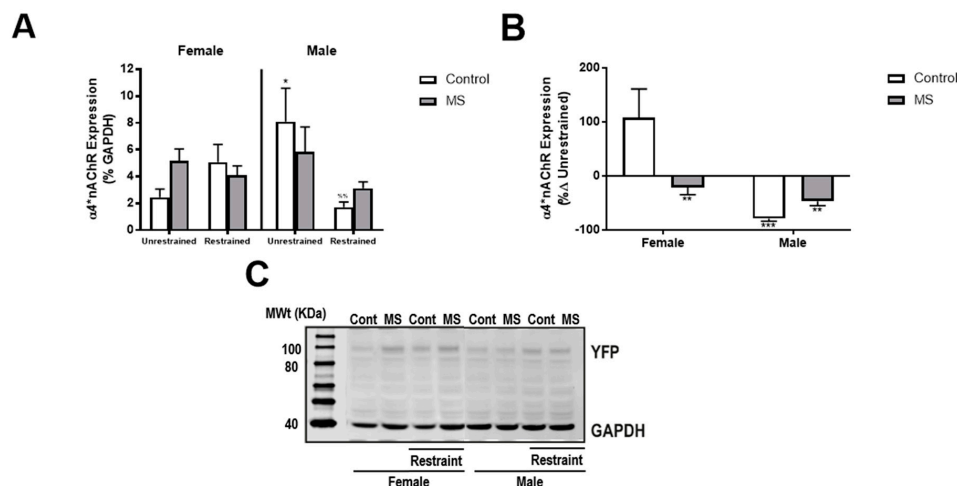 A
Female
Male
α4*nAChR Expression
(% GAPDH)
12
10
8
6
4
2
0
*
%%
Unrestrained
Restrained
Unrestrained
Restrained
Control
MS
B
α4*nAChR Expression
(%Δ Unrestrained)
200
100
0
-100
**
***
**
Female
Male
Control
MS
C
MWt (KDa)
Cont MS Cont MS Cont MS Cont MS
100
80
40
YFP
GAPDH
Restraint
Restraint
Female
Male